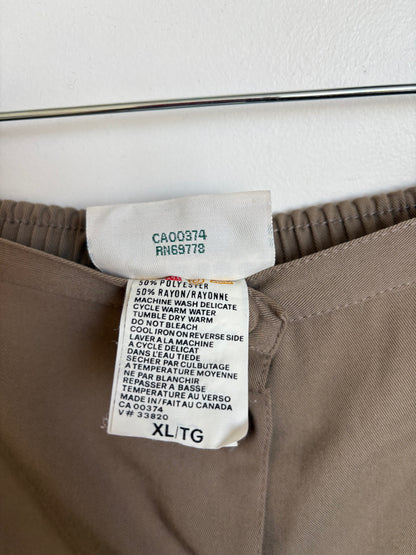 CA00374
RN69778
50% POLYESTER
50% RAYON/RAYONNE
MACHINE WASH DELICATE
CYCLE WARM WATER
TUMBLE DRY WARM
DO NOT BLEACH
COOL IRON ON REVERSE SIDE
LAVER A LA MACHINE
A CYCLE DELICAT
DANS L'EAU TIEDE
SECHER PAR CULBUTAGE
A TEMPERATURE MOYENNE
NE PAR BLANCHIR
REPASSER A BASSE
TEMPERATURE AU VERSO
MADE IN/FAIT AU CANADA
CA 00374
V# 33820
XL/TG